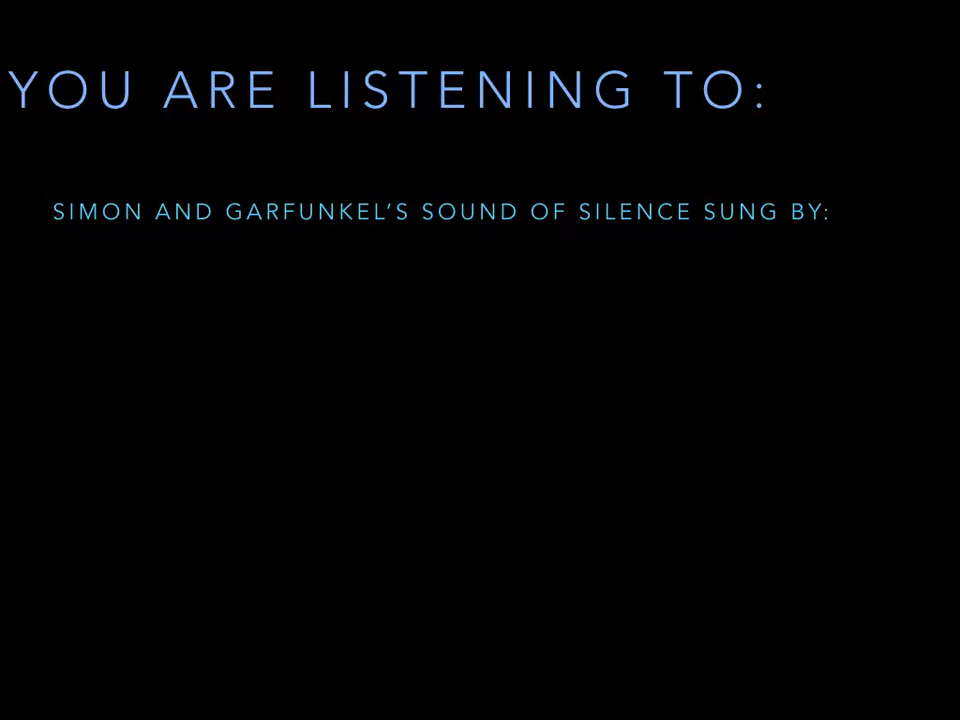 YOU ARE LISTENING TO:
SIMON AND GARFUNKEL’S SOUND OF SILENCE SUNG BY: